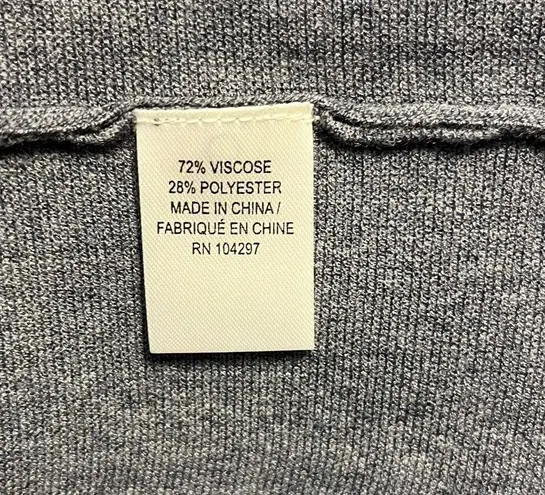 72% VISCOSE
28% POLYESTER
MADE IN CHINA /
FABRIQUÉ EN CHINE
RN 104297